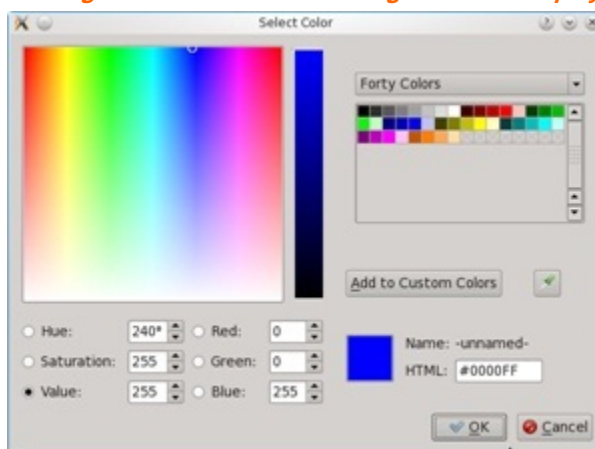 Select Color
Forty Colors
Add to Custom Colors
Hue: 240°
Red: 0
Saturation: 255
Green: 0
Value: 255
Blue: 255
Name: -unnamed-
HTML: #0000FF
OK
Cancel